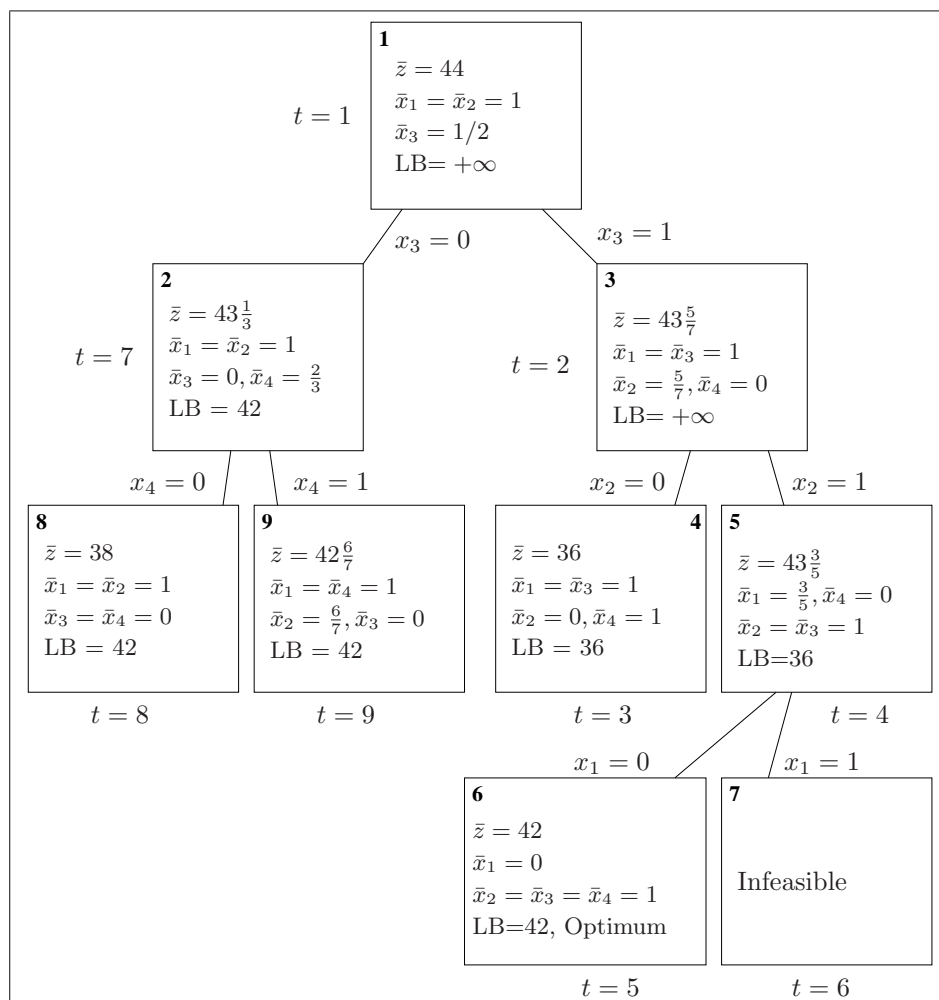 1
z̄ = 44
x̄₁ = x̄₂ = 1
x̄₃ = 1/2
LB= +∞
t = 1
x₃ = 0
x₃ = 1
2
z̄ = 43 1/3
x̄₁ = x̄₂ = 1
x̄₃ = 0, x̄₄ = 2/3
LB = 42
t = 7
3
z̄ = 43 5/7
x̄₁ = x̄₃ = 1
x̄₂ = 5/7, x̄₄ = 0
LB= +∞
t = 2
x₄ = 0
x₄ = 1
x₂ = 0
x₂ = 1
8
z̄ = 38
x̄₁ = x̄₂ = 1
x̄₃ = x̄₄ = 0
LB = 42
t = 8
9
z̄ = 42 6/7
x̄₁ = x̄₄ = 1
x̄₂ = 6/7, x̄₃ = 0
LB = 42
t = 9
4
z̄ = 36
x̄₁ = x̄₃ = 1
x̄₂ = 0, x̄₄ = 1
LB = 36
t = 3
5
z̄ = 43 3/5
x̄₁ = 3/5, x̄₄ = 0
x̄₂ = x̄₃ = 1
LB=36
t = 4
x₁ = 0
x₁ = 1
6
z̄ = 42
x̄₁ = 0
x̄₂ = x̄₃ = x̄₄ = 1
LB=42, Optimum
t = 5
7
Infeasible
t = 6